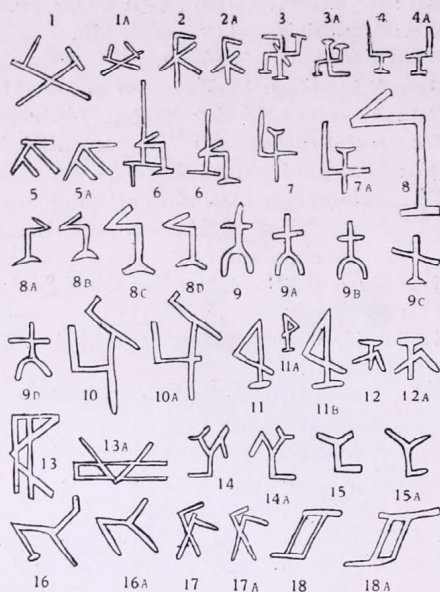 1 1A 2 2A 3 3A 4 4A
5 5A 6 6 7 7A 8
8A 8B 8C 8D 9 9A 9B 9C
9D 10 10A 11 11A 11B 12 12A
13 13A 14 14A 15 15A
16 16A 17 17A 18 18A